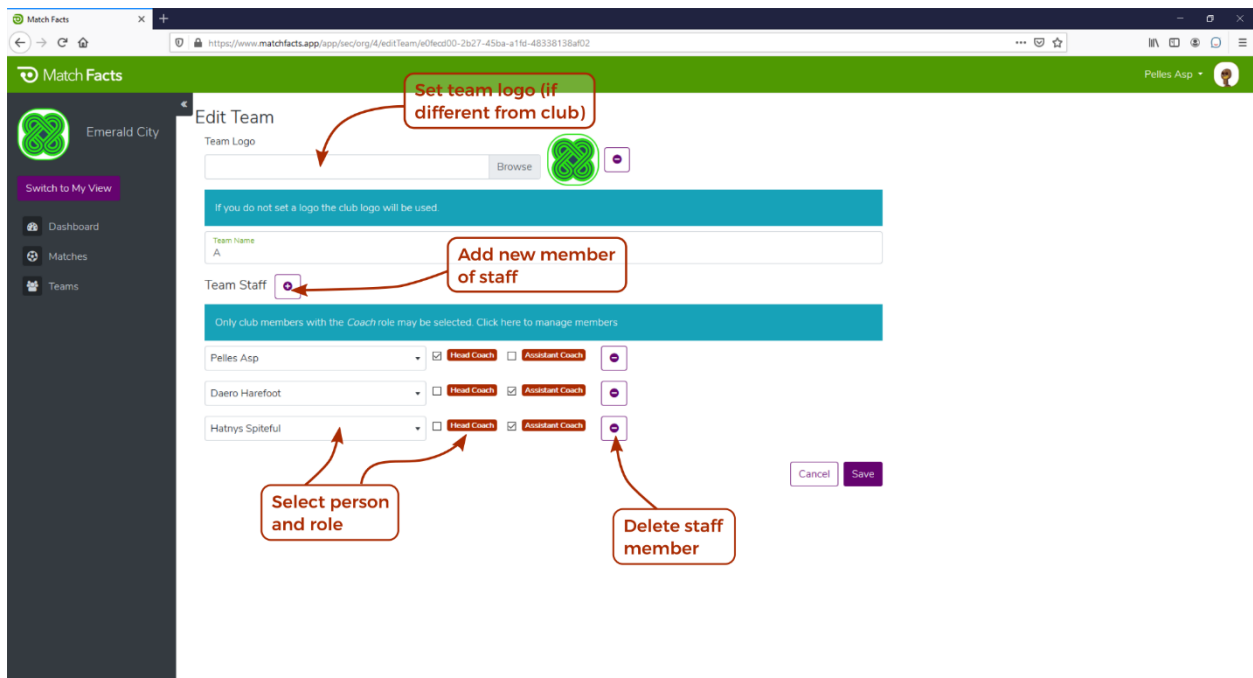 Match Facts
https://www.matchfacts.app/app/sec/org/4/editTeam/e0fecd00-2b27-45ba-a1fd-48338138af02
Match Facts
Pelles Asp
Emerald City
Switch to My View
Dashboard
Matches
Teams
Edit Team
Set team logo (if
different from club)
Team Logo
Browse
If you do not set a logo the club logo will be used.
Team Name
A
Add new member
of staff
Team Staff
Only club members with the Coach role may be selected. Click here to manage members
Pelles Asp Head Coach Assistant Coach
Daero Harefoot Head Coach Assistant Coach
Hatnys Spiteful Head Coach Assistant Coach
Cancel Save
Select person
and role
Delete staff
member